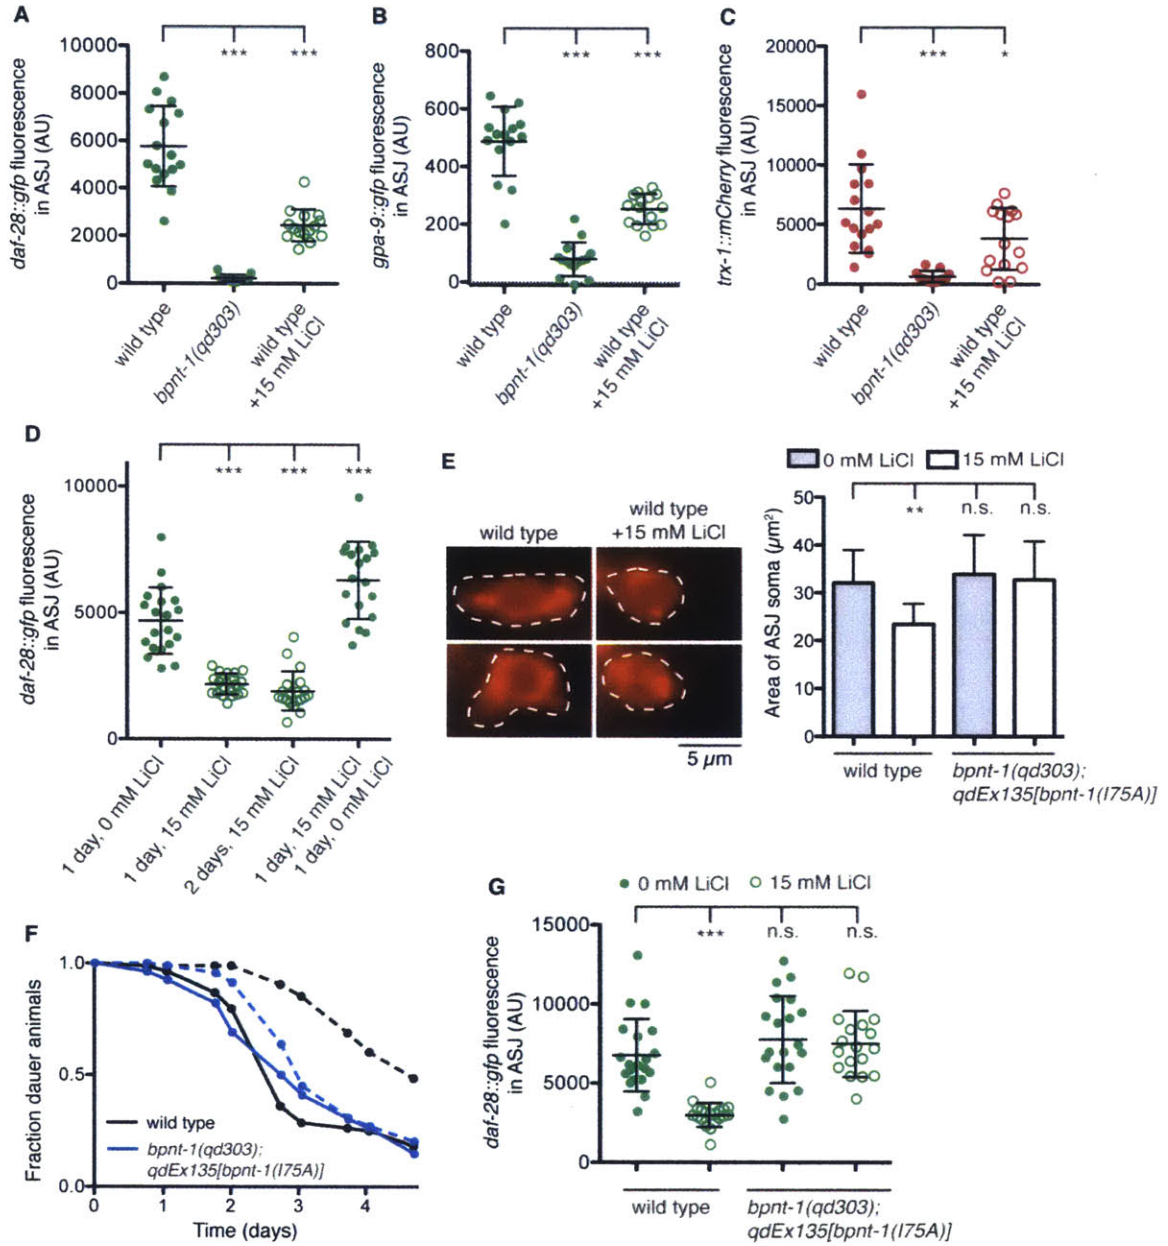 A
daf-28::gfp fluorescence
in ASJ (AU)
10000
8000
6000
4000
2000
0
***
***
wild type
bpnt-1(qd303)
wild type
+15 mM LiCl
B
gpa-9::gfp fluorescence
in ASJ (AU)
800
600
400
200
0
***
***
wild type
bpnt-1(qd303)
wild type
+15 mM LiCl
C
trx-1::mCherry fluorescence
in ASJ (AU)
20000
15000
10000
5000
0
***
*
wild type
bpnt-1(qd303)
wild type
+15 mM LiCl
D
daf-28::gfp fluorescence
in ASJ (AU)
10000
5000
0
***
***
***
1 day, 0 mM LiCl
1 day, 15 mM LiCl
2 days, 15 mM LiCl
1 day, 15 mM LiCl
1 day, 0 mM LiCl
E
wild type
wild type
+15 mM LiCl
5 µm
0 mM LiCl
15 mM LiCl
Area of ASJ soma (µm²)
50
40
30
20
10
0
**
n.s.
n.s.
wild type
bpnt-1(qd303);
qdEx135[bpnt-1(I75A)]
F
Fraction dauer animals
1.0
0.5
0.0
wild type
bpnt-1(qd303);
qdEx135[bpnt-1(I75A)]
0
1
2
3
4
Time (days)
G
0 mM LiCl
15 mM LiCl
daf-28::gfp fluorescence
in ASJ (AU)
15000
10000
5000
0
***
n.s.
n.s.
wild type
bpnt-1(qd303);
qdEx135[bpnt-1(I75A)]